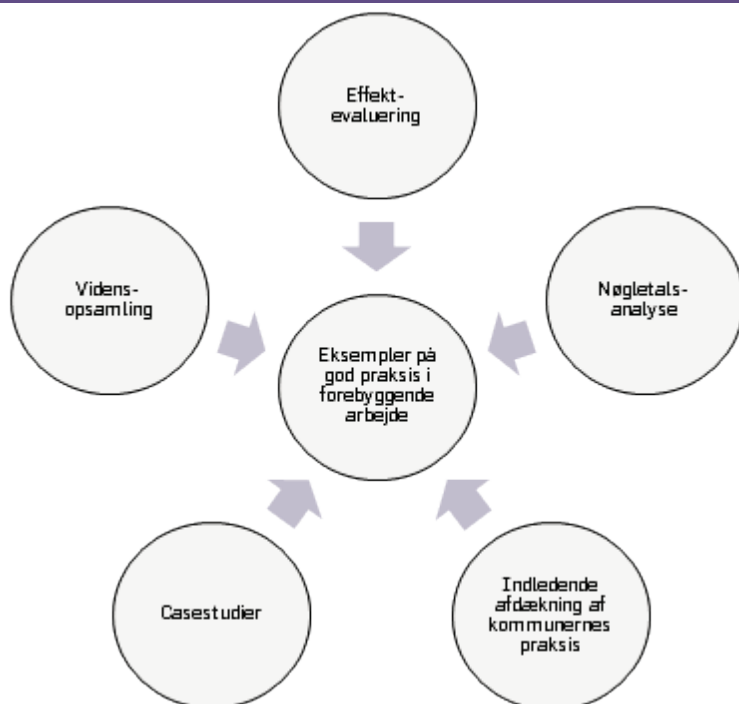 Effekt-
evaluering
Videns-
opsamling
Nøgletals-
analyse
Eksempler på
god praksis i
forebyggende
arbejde
Casestudier
Indledende
afdækning af
kommunernes
praksis